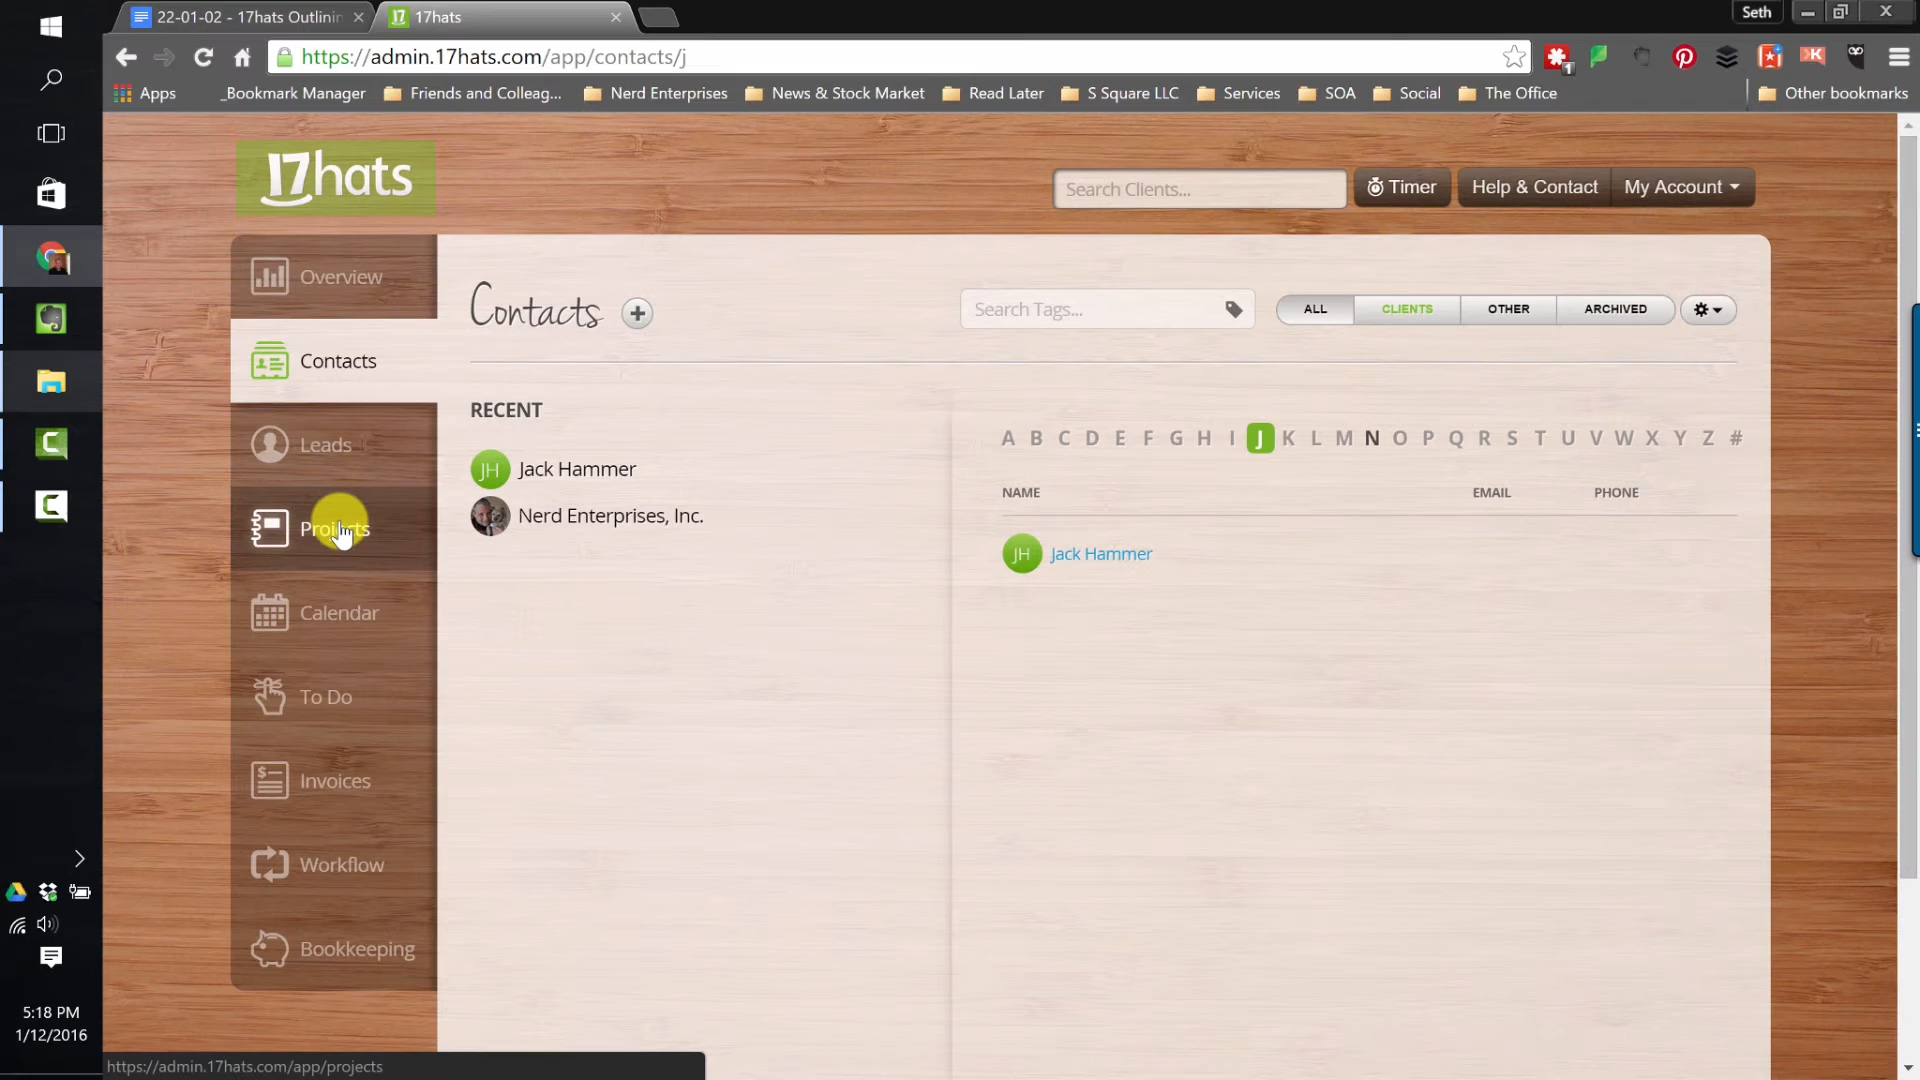 22-01-02 - 17hats Outlinin
17hats
Seth
https://admin.17hats.com/app/contacts/j
1
Apps
_Bookmark Manager
Friends and Colleag...
Nerd Enterprises
News & Stock Market
Read Later
S Square LLC
Services
SOA
Social
The Office
Other bookmarks
17hats
Search Clients...
Timer
Help & Contact
My Account
Overview
Contacts
Leads
Projects
Calendar
To Do
Invoices
Workflow
Bookkeeping
Contacts
Search Tags...
ALL
CLIENTS
OTHER
ARCHIVED
RECENT
JH Jack Hammer
Nerd Enterprises, Inc.
A B C D E F G H I J K L M N O P Q R S T U V W X Y Z #
NAME EMAIL PHONE
JH Jack Hammer
5:18 PM
1/12/2016
https://admin.17hats.com/app/projects